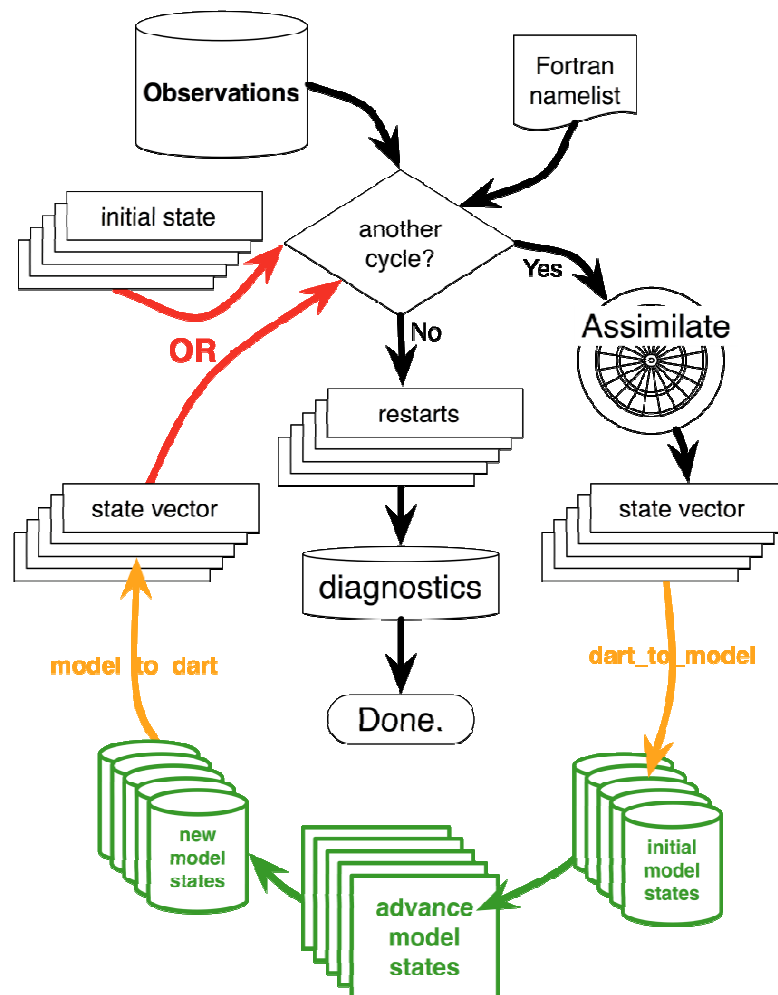 Observations
Fortran
namelist
initial state
another
cycle?
Yes
Assimilate
OR
No
restarts
state vector
state vector
diagnostics
model_to_dart
dart_to_model
Done.
new
model
states
initial
model
states
advance
model
states